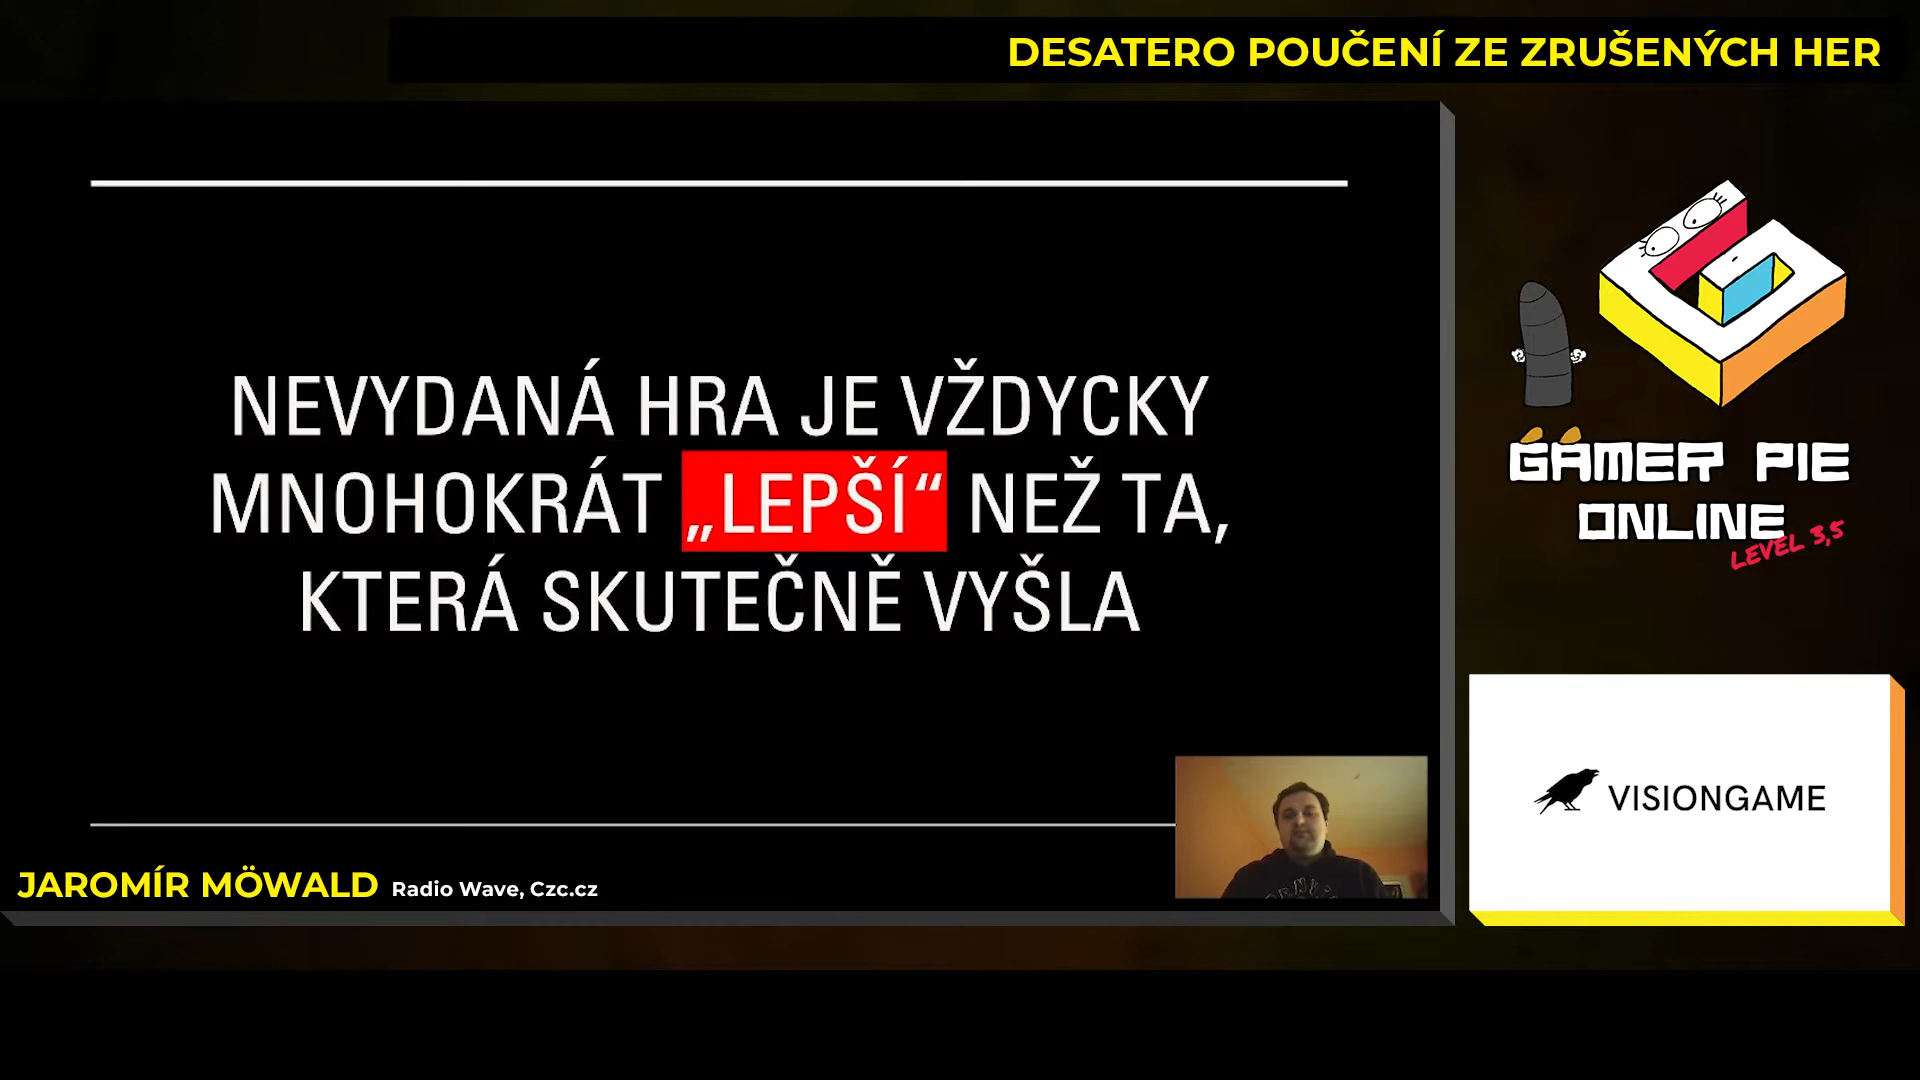 DESATERO POUČENÍ ZE ZRUŠENÝCH HER
NEVYDANÁ HRA JE VŽDYCKY
MNOHOKRÁT „LEPŠÍ“ NEŽ TA,
KTERÁ SKUTEČNĚ VYŠLA
JAROMÍR MÖWALD Radio Wave, Czc.cz
GAMER PIE
ONLINE
LEVEL 3,5
VISIONGAME